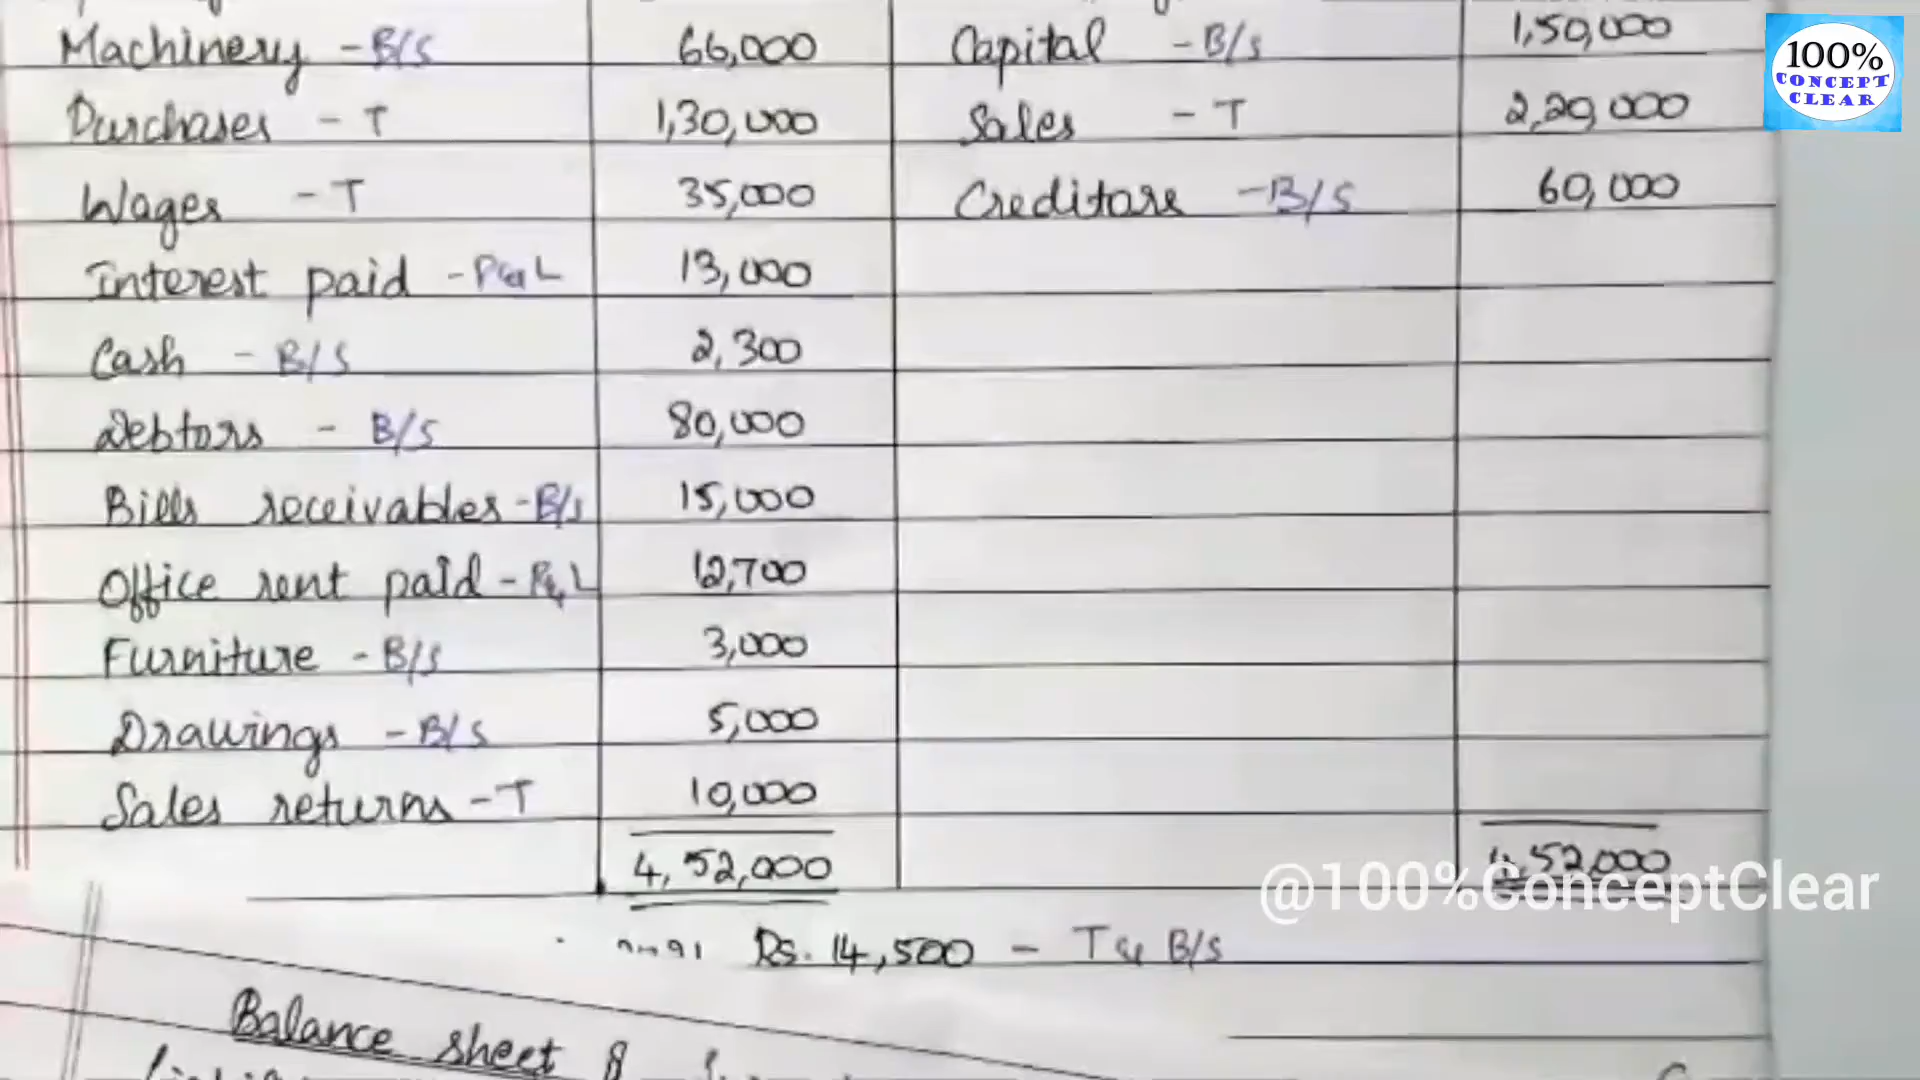 Machinery - B/S 66,000 Capital - B/S 1,50,000
Purchases - T 1,30,000 Sales - T 2,29,000
Wages - T 35,000 Creditors - B/S 60,000
Interest paid - P&L 13,000
Cash - B/S 2,300
Debtors - B/S 80,000
Bills receivables - B/S 15,000
Office rent paid - P&L 12,700
Furniture - B/S 3,000
Drawings - B/S 5,000
Sales returns - T 10,000
4,52,000 4,52,000
Rs. 14,500 - T & B/S
Balance sheet
100%
CONCEPT
CLEAR
@100%ConceptClear